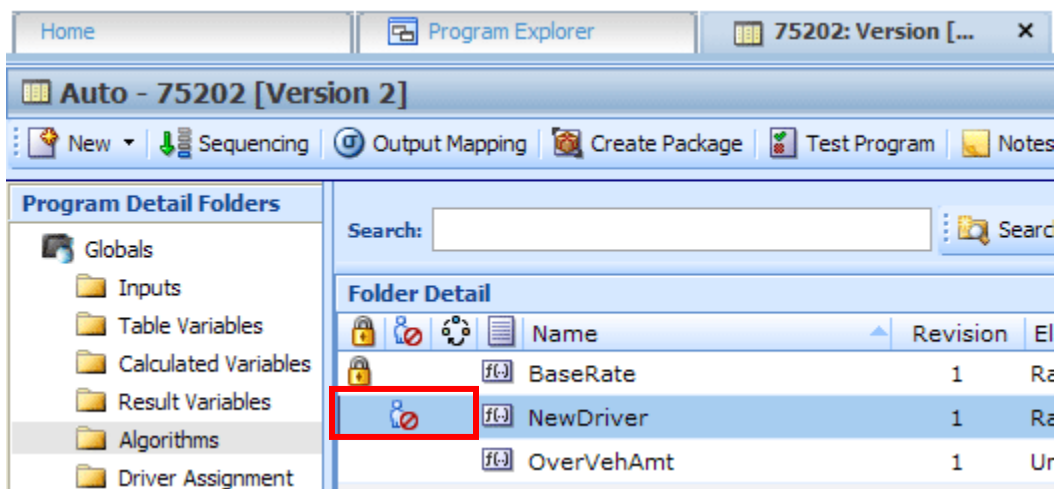 Home Program Explorer 75202: Version [...
Auto - 75202 [Version 2]
New Sequencing Output Mapping Create Package Test Program Notes
Program Detail Folders
Globals
Inputs
Table Variables
Calculated Variables
Result Variables
Algorithms
Driver Assignment
Search:
Folder Detail
Name Revision
f(.) BaseRate 1
f(.) NewDriver 1
f(.) OverVehAmt 1